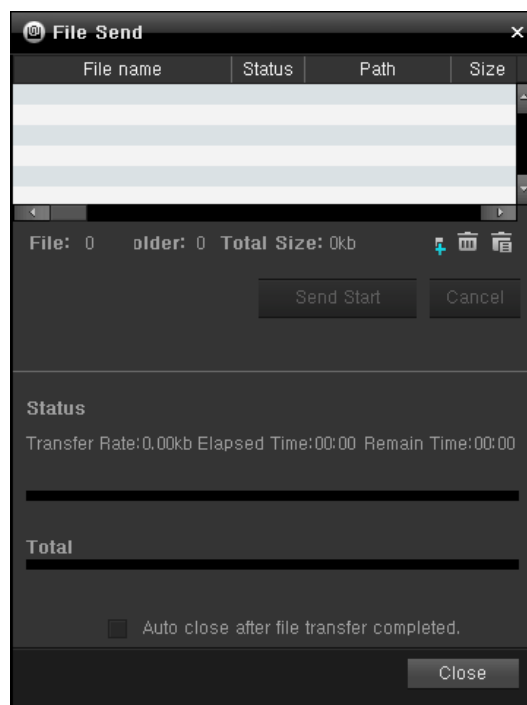 File Send
File name Status Path Size
File: 0 older: 0 Total Size: 0kb
Send Start Cancel
Status
Transfer Rate:0.00kb Elapsed Time:00:00 Remain Time:00:00
Total
Auto close after file transfer completed.
Close